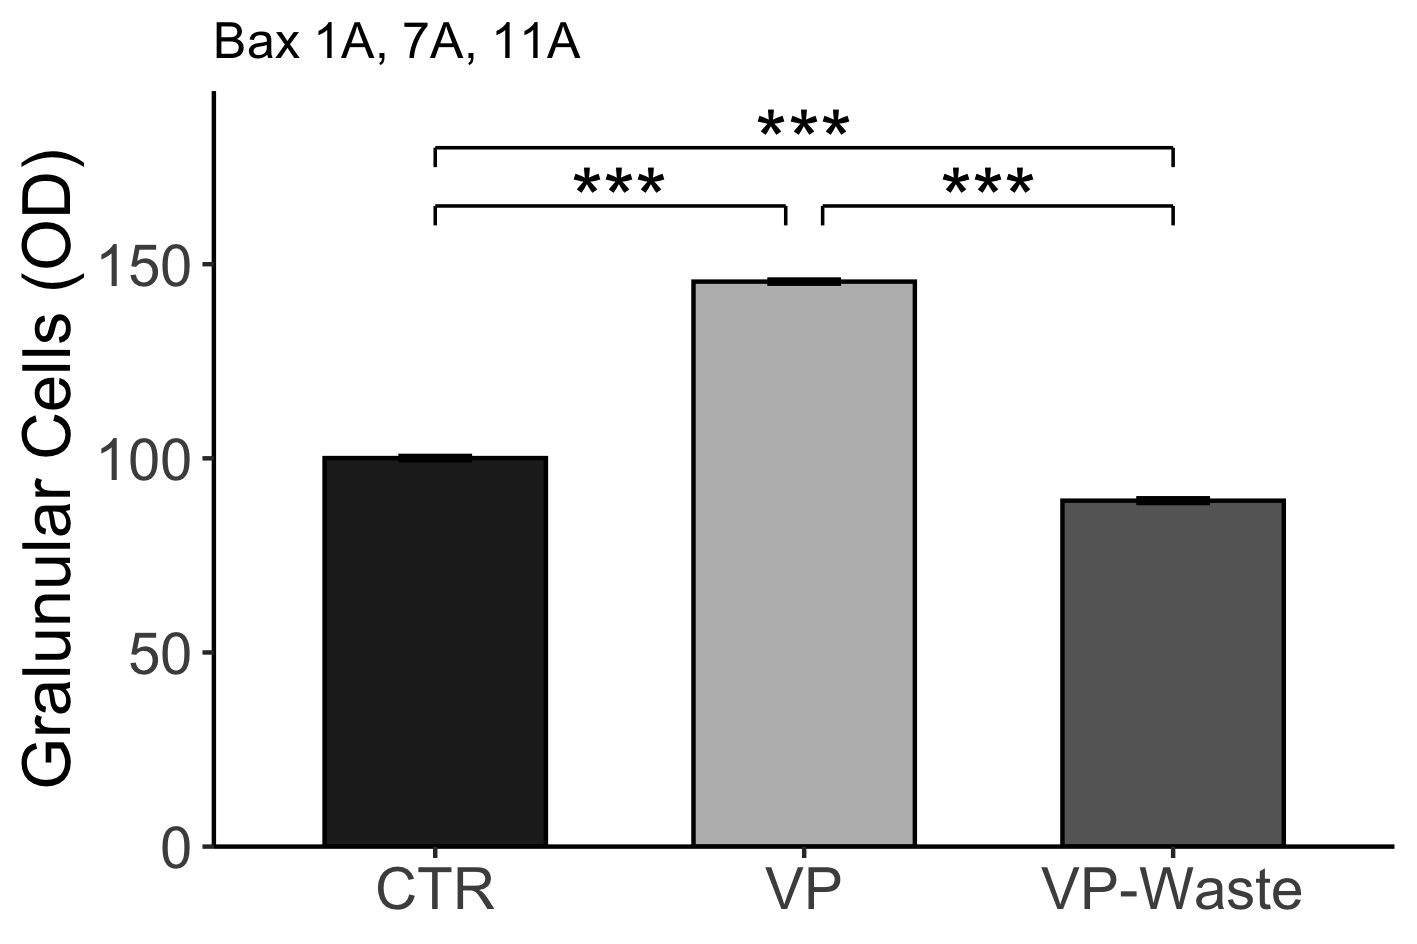 Bax 1A, 7A, 11A
***
***
***
Gralunular Cells (OD)
150
100
50
0
CTR
VP
VP-Waste